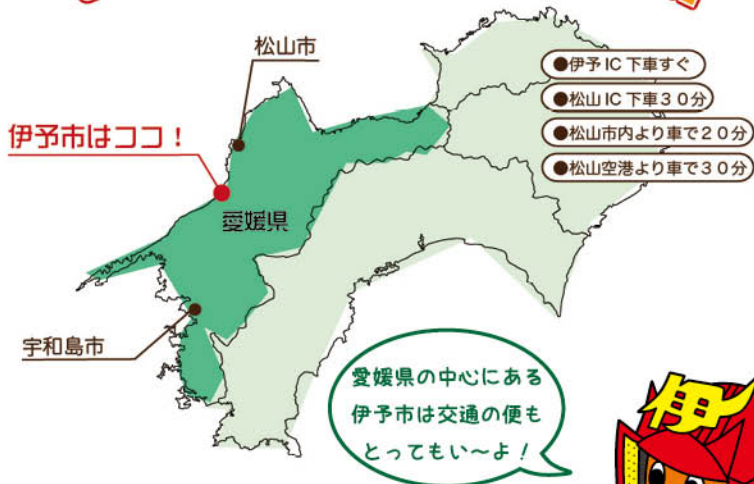 松山市
●伊予IC下車すぐ
●松山IC下車30分
●松山市内より車で20分
●松山空港より車で30分
伊予市はココ！
愛媛県
宇和島市
愛媛県の中心にある
伊予市は交通の便も
とってもい～よ！
伊